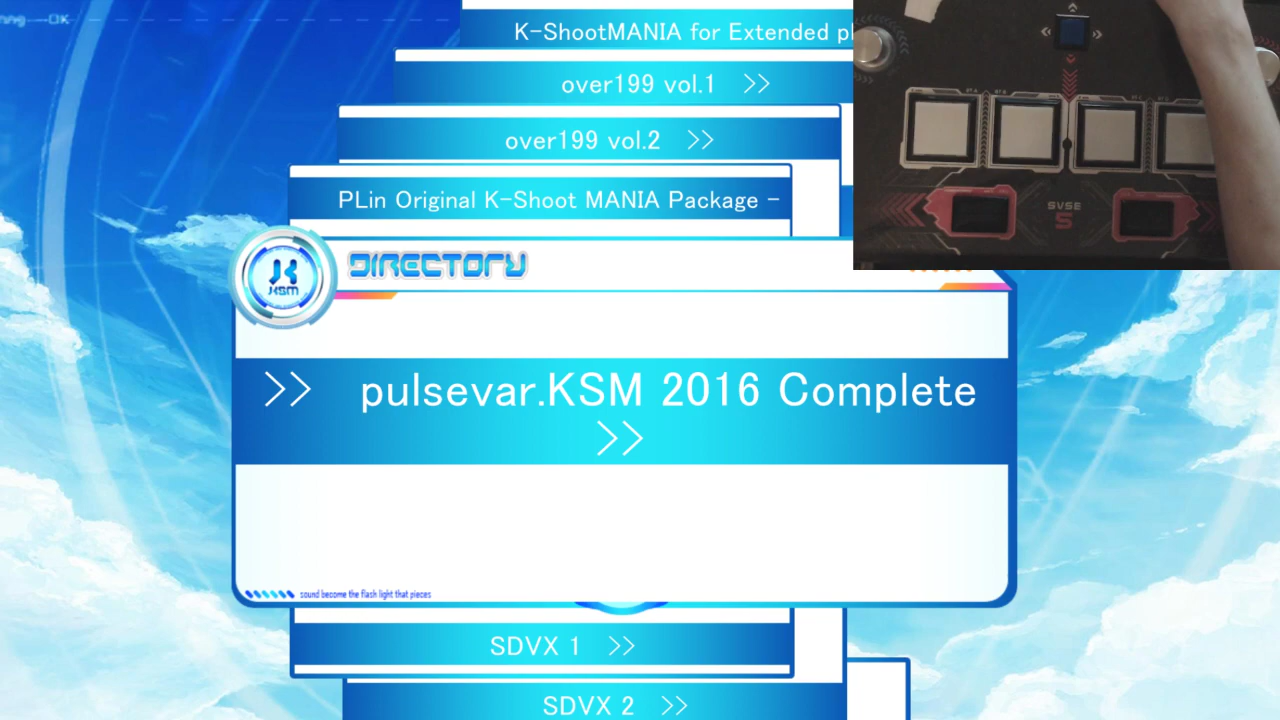 K-ShootMANIA for Extended
over199 vol.1 >>
over199 vol.2 >>
PLin Original K-Shoot MANIA Package -
DIRECTORY
KSM
>> pulsevar.KSM 2016 Complete
>>
sound become the flash light that pieces
SDVX 1 >>
SDVX 2 >>
SVSE
5